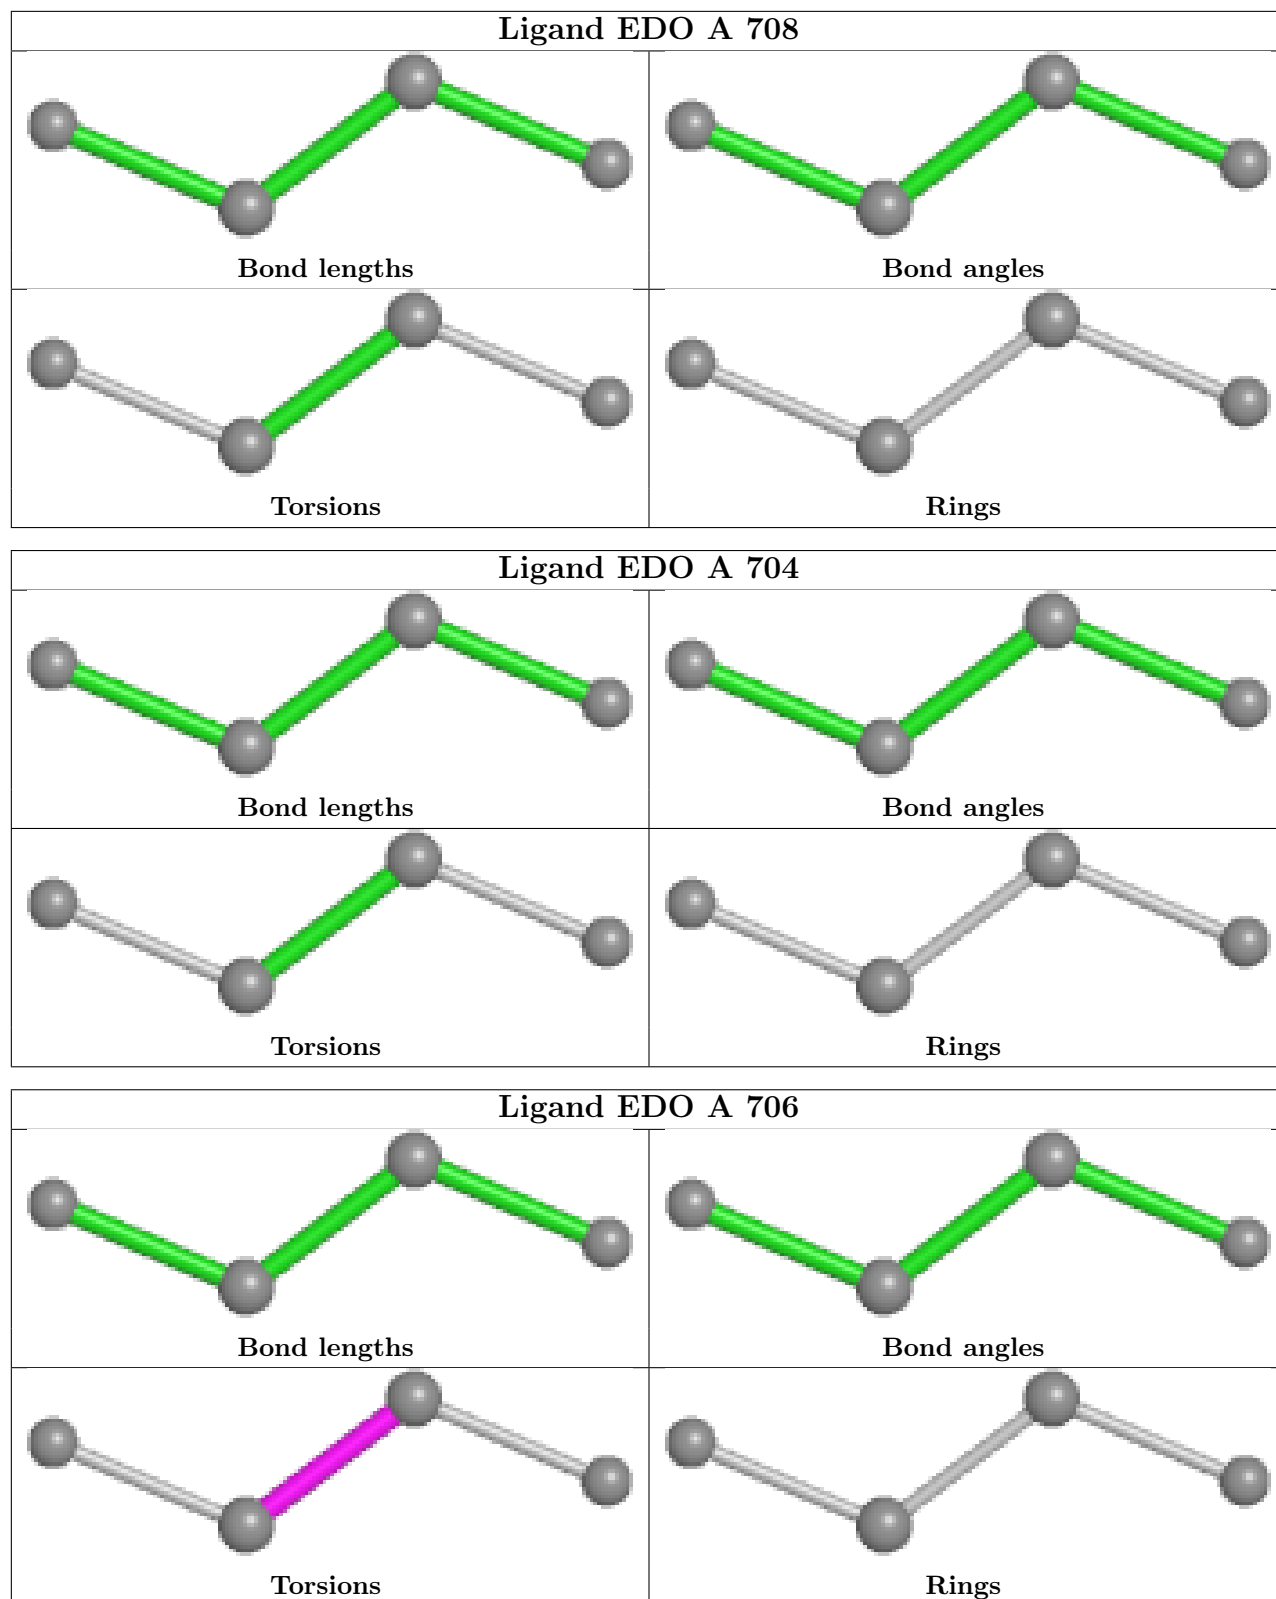 Ligand EDO A 708
Bond lengths
Bond angles
Torsions
Rings
Ligand EDO A 704
Bond lengths
Bond angles
Torsions
Rings
Ligand EDO A 706
Bond lengths
Bond angles
Torsions
Rings